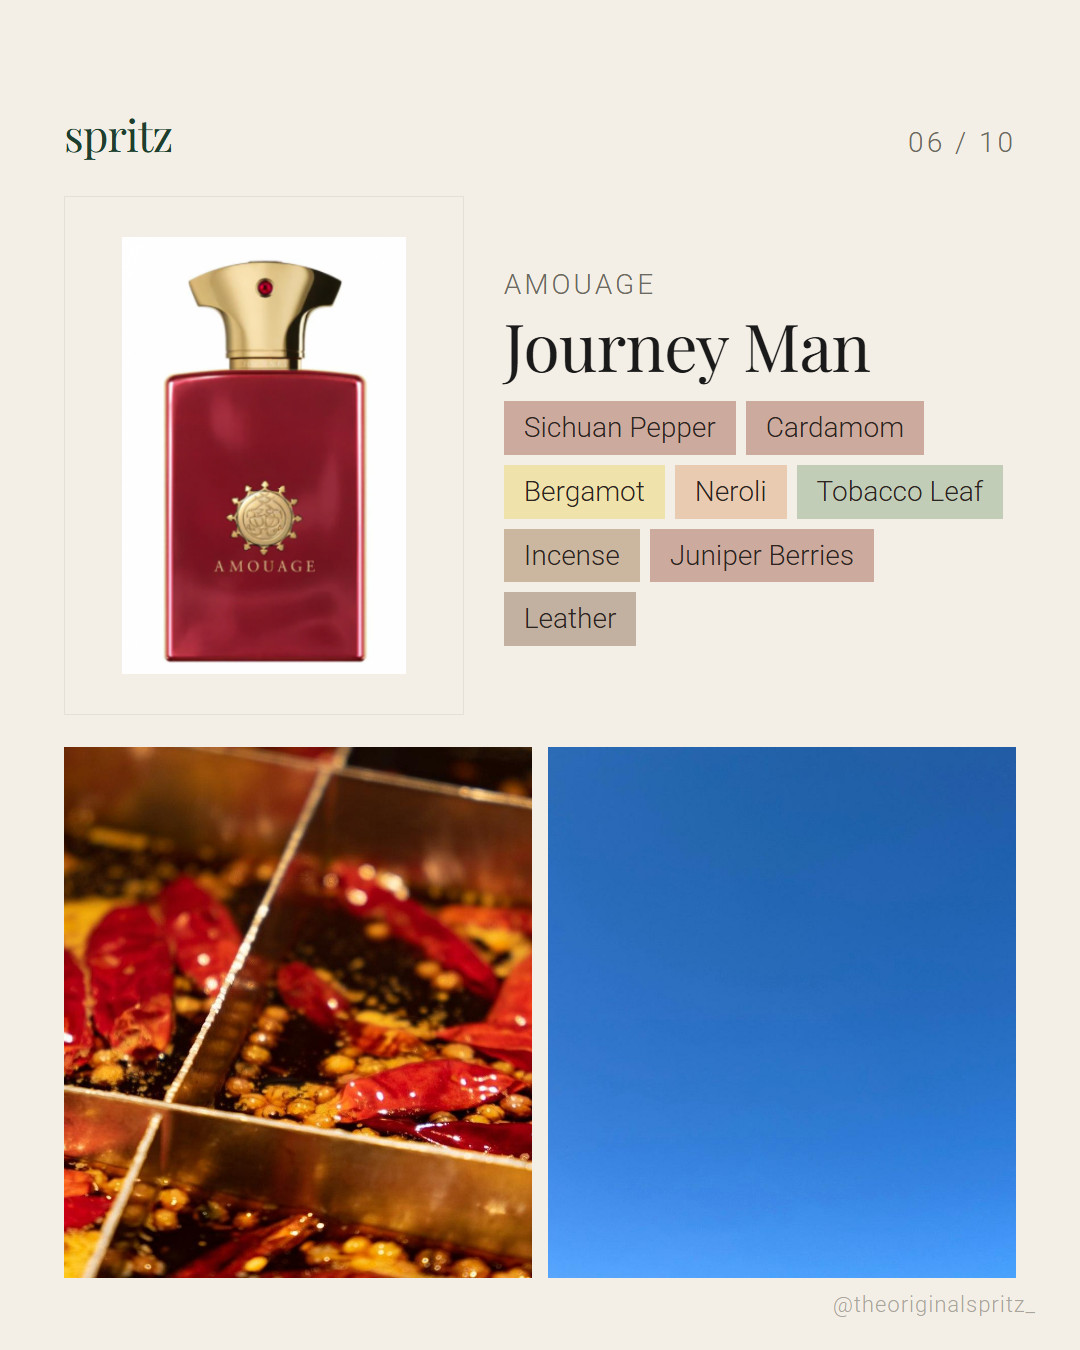 spritz
06 / 10
AMOUAGE
Journey Man
Sichuan Pepper
Cardamom
Bergamot
Neroli
Tobacco Leaf
Incense
Juniper Berries
Leather
AMOUAGE
@theoriginalspritz_